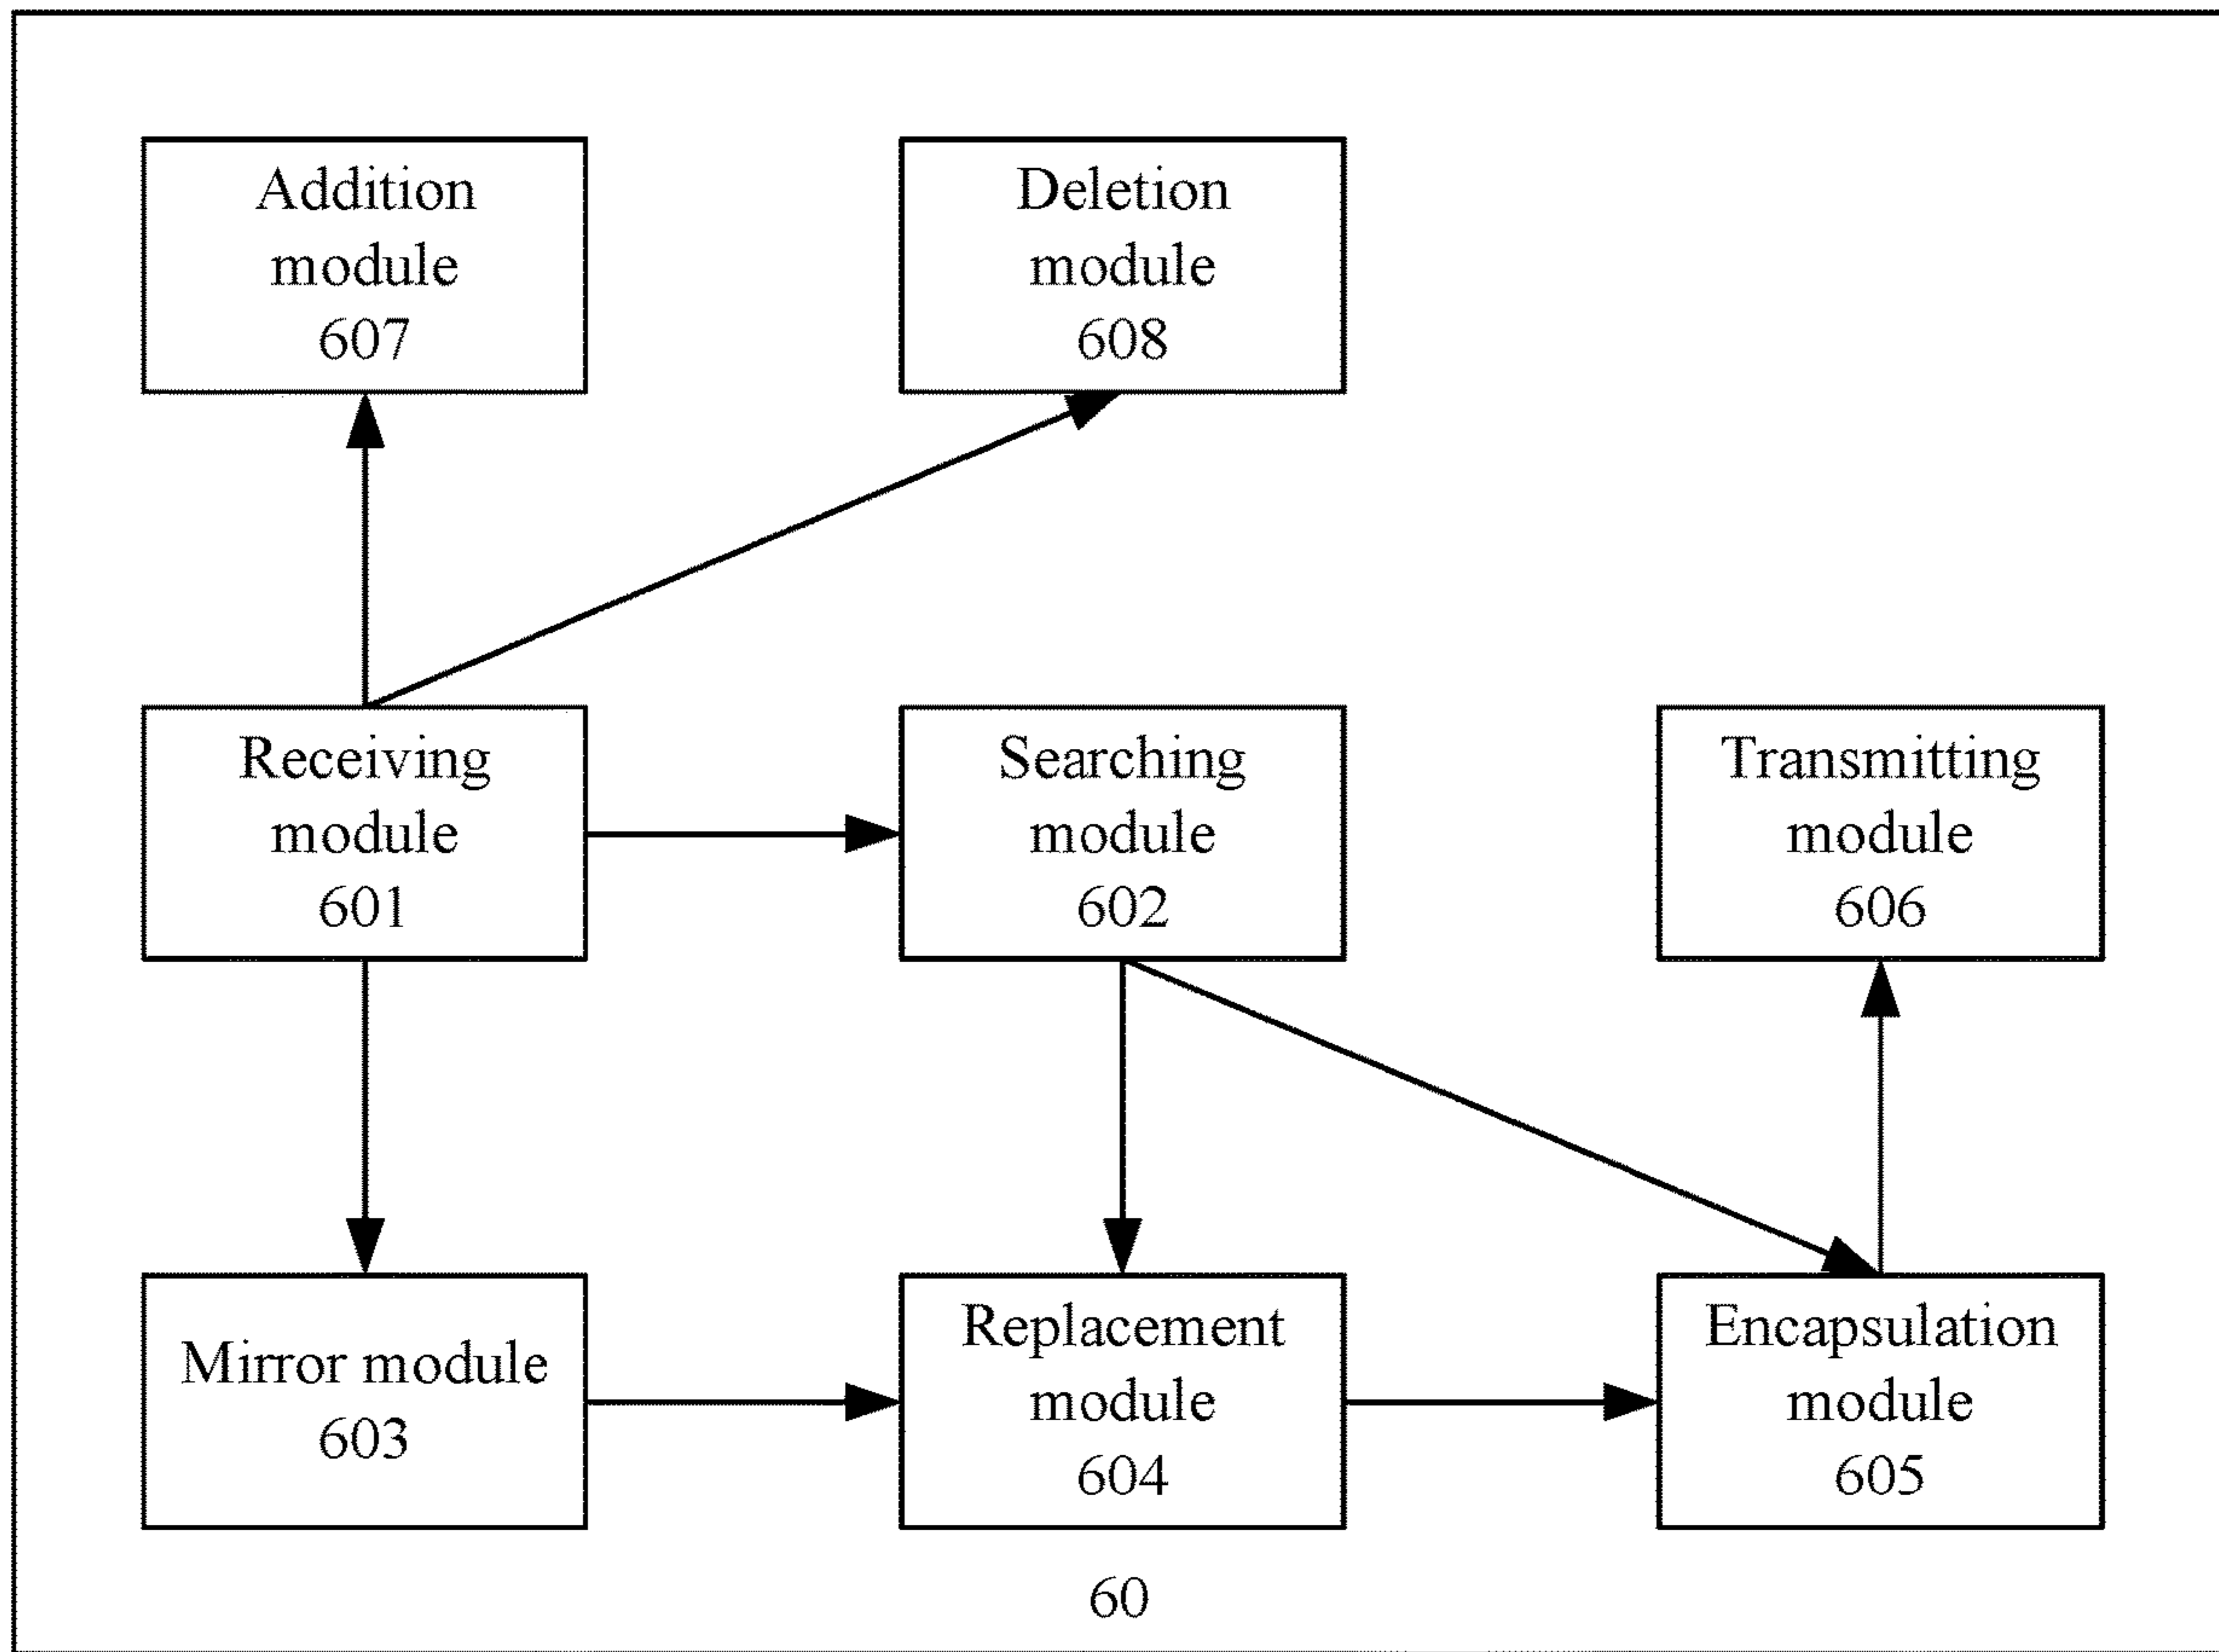 Addition
module
607
Deletion
module
608
Receiving
module
601
Searching
module
602
Transmitting
module
606
Mirror module
603
Replacement
module
604
Encapsulation
module
605
60